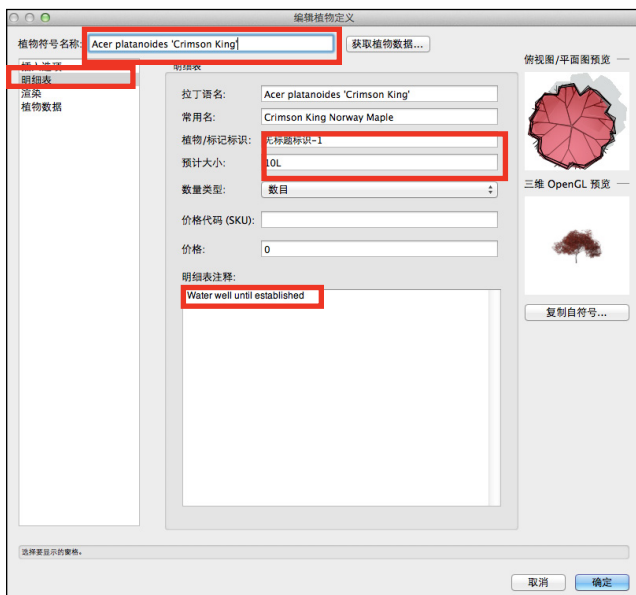 编辑植物定义
植物符号名称: Acer platanoides 'Crimson King' 获取植物数据...
插入选项
明细表
渲染
植物数据
明细表
拉丁语名: Acer platanoides 'Crimson King'
常用名: Crimson King Norway Maple
植物/标记标识: 无标题标识-1
预计大小: 10L
数量类型: 数目
价格代码 (SKU):
价格: 0
明细表注释:
Water well until established
俯视图/平面图预览
三维 OpenGL 预览
复制自符号...
选择要显示的窗格。
取消 确定